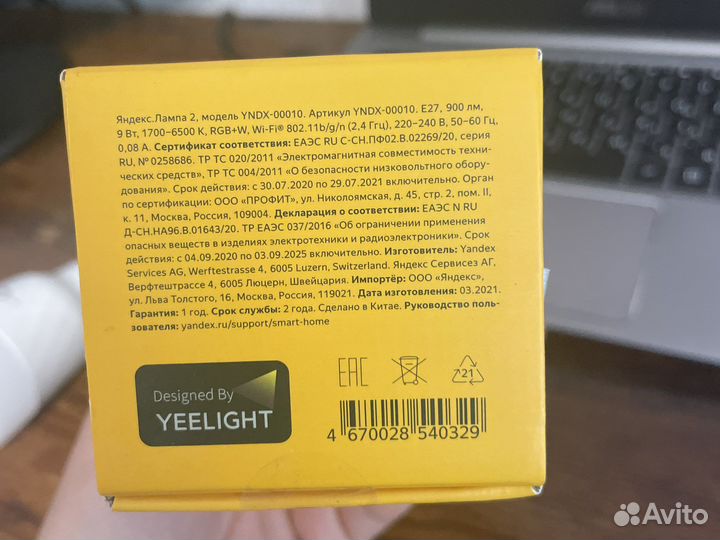 Яндекс.Лампа 2, модель YNDX-00010. Артикул YNDX-00010. E27, 900 лм,
9 Вт, 1700–6500 K, RGB+W, Wi-Fi® 802.11b/g/n (2,4 Ггц), 220–240 В, 50–60 Гц,
0,08 А. Сертификат соответствия: ЕАЭС RU С-CH.ПФ02.В.02269/20, серия
RU, № 0258686. ТР ТС 020/2011 «Электромагнитная совместимость техни-
ческих средств», ТР ТС 004/2011 «О безопасности низковольтного обору-
дования». Срок действия: с 30.07.2020 по 29.07.2021 включительно. Орган
по сертификации: ООО «ПРОФИТ», ул. Николоямская, д. 45, стр. 2, пом. II,
к. 11, Москва, Россия, 109004. Декларация о соответствии: ЕАЭС N RU
Д-CH.НА96.В.01643/20. ТР ЕАЭС 037/2016 «Об ограничении применения
опасных веществ в изделиях электротехники и радиоэлектроники». Срок
действия: с 04.09.2020 по 03.09.2025 включительно. Изготовитель: Yandex
Services AG, Werftestrasse 4, 6005 Luzern, Switzerland. Яндекс Сервисез АГ,
Верфтештрассе 4, 6005 Люцерн, Швейцария. Импортёр: ООО «Яндекс»,
ул. Льва Толстого, 16, Москва, Россия, 119021. Дата изготовления: 03.2021.
Гарантия: 1 год. Срок службы: 2 года. Сделано в Китае. Руководство поль-
зователя: yandex.ru/support/smart-home
Designed By
YEELIGHT
EAC
21
4 670028 540329
Avito